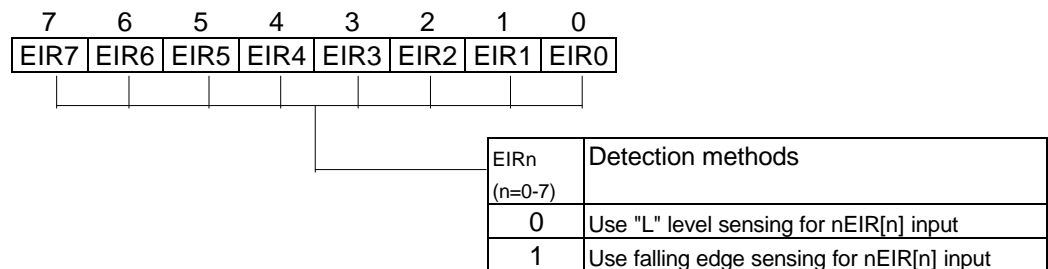 7 6 5 4 3 2 1 0
EIR7 EIR6 EIR5 EIR4 EIR3 EIR2 EIR1 EIR0
EIRn Detection methods
(n=0-7)
0 Use "L" level sensing for nEIR[n] input
1 Use falling edge sensing for nEIR[n] input